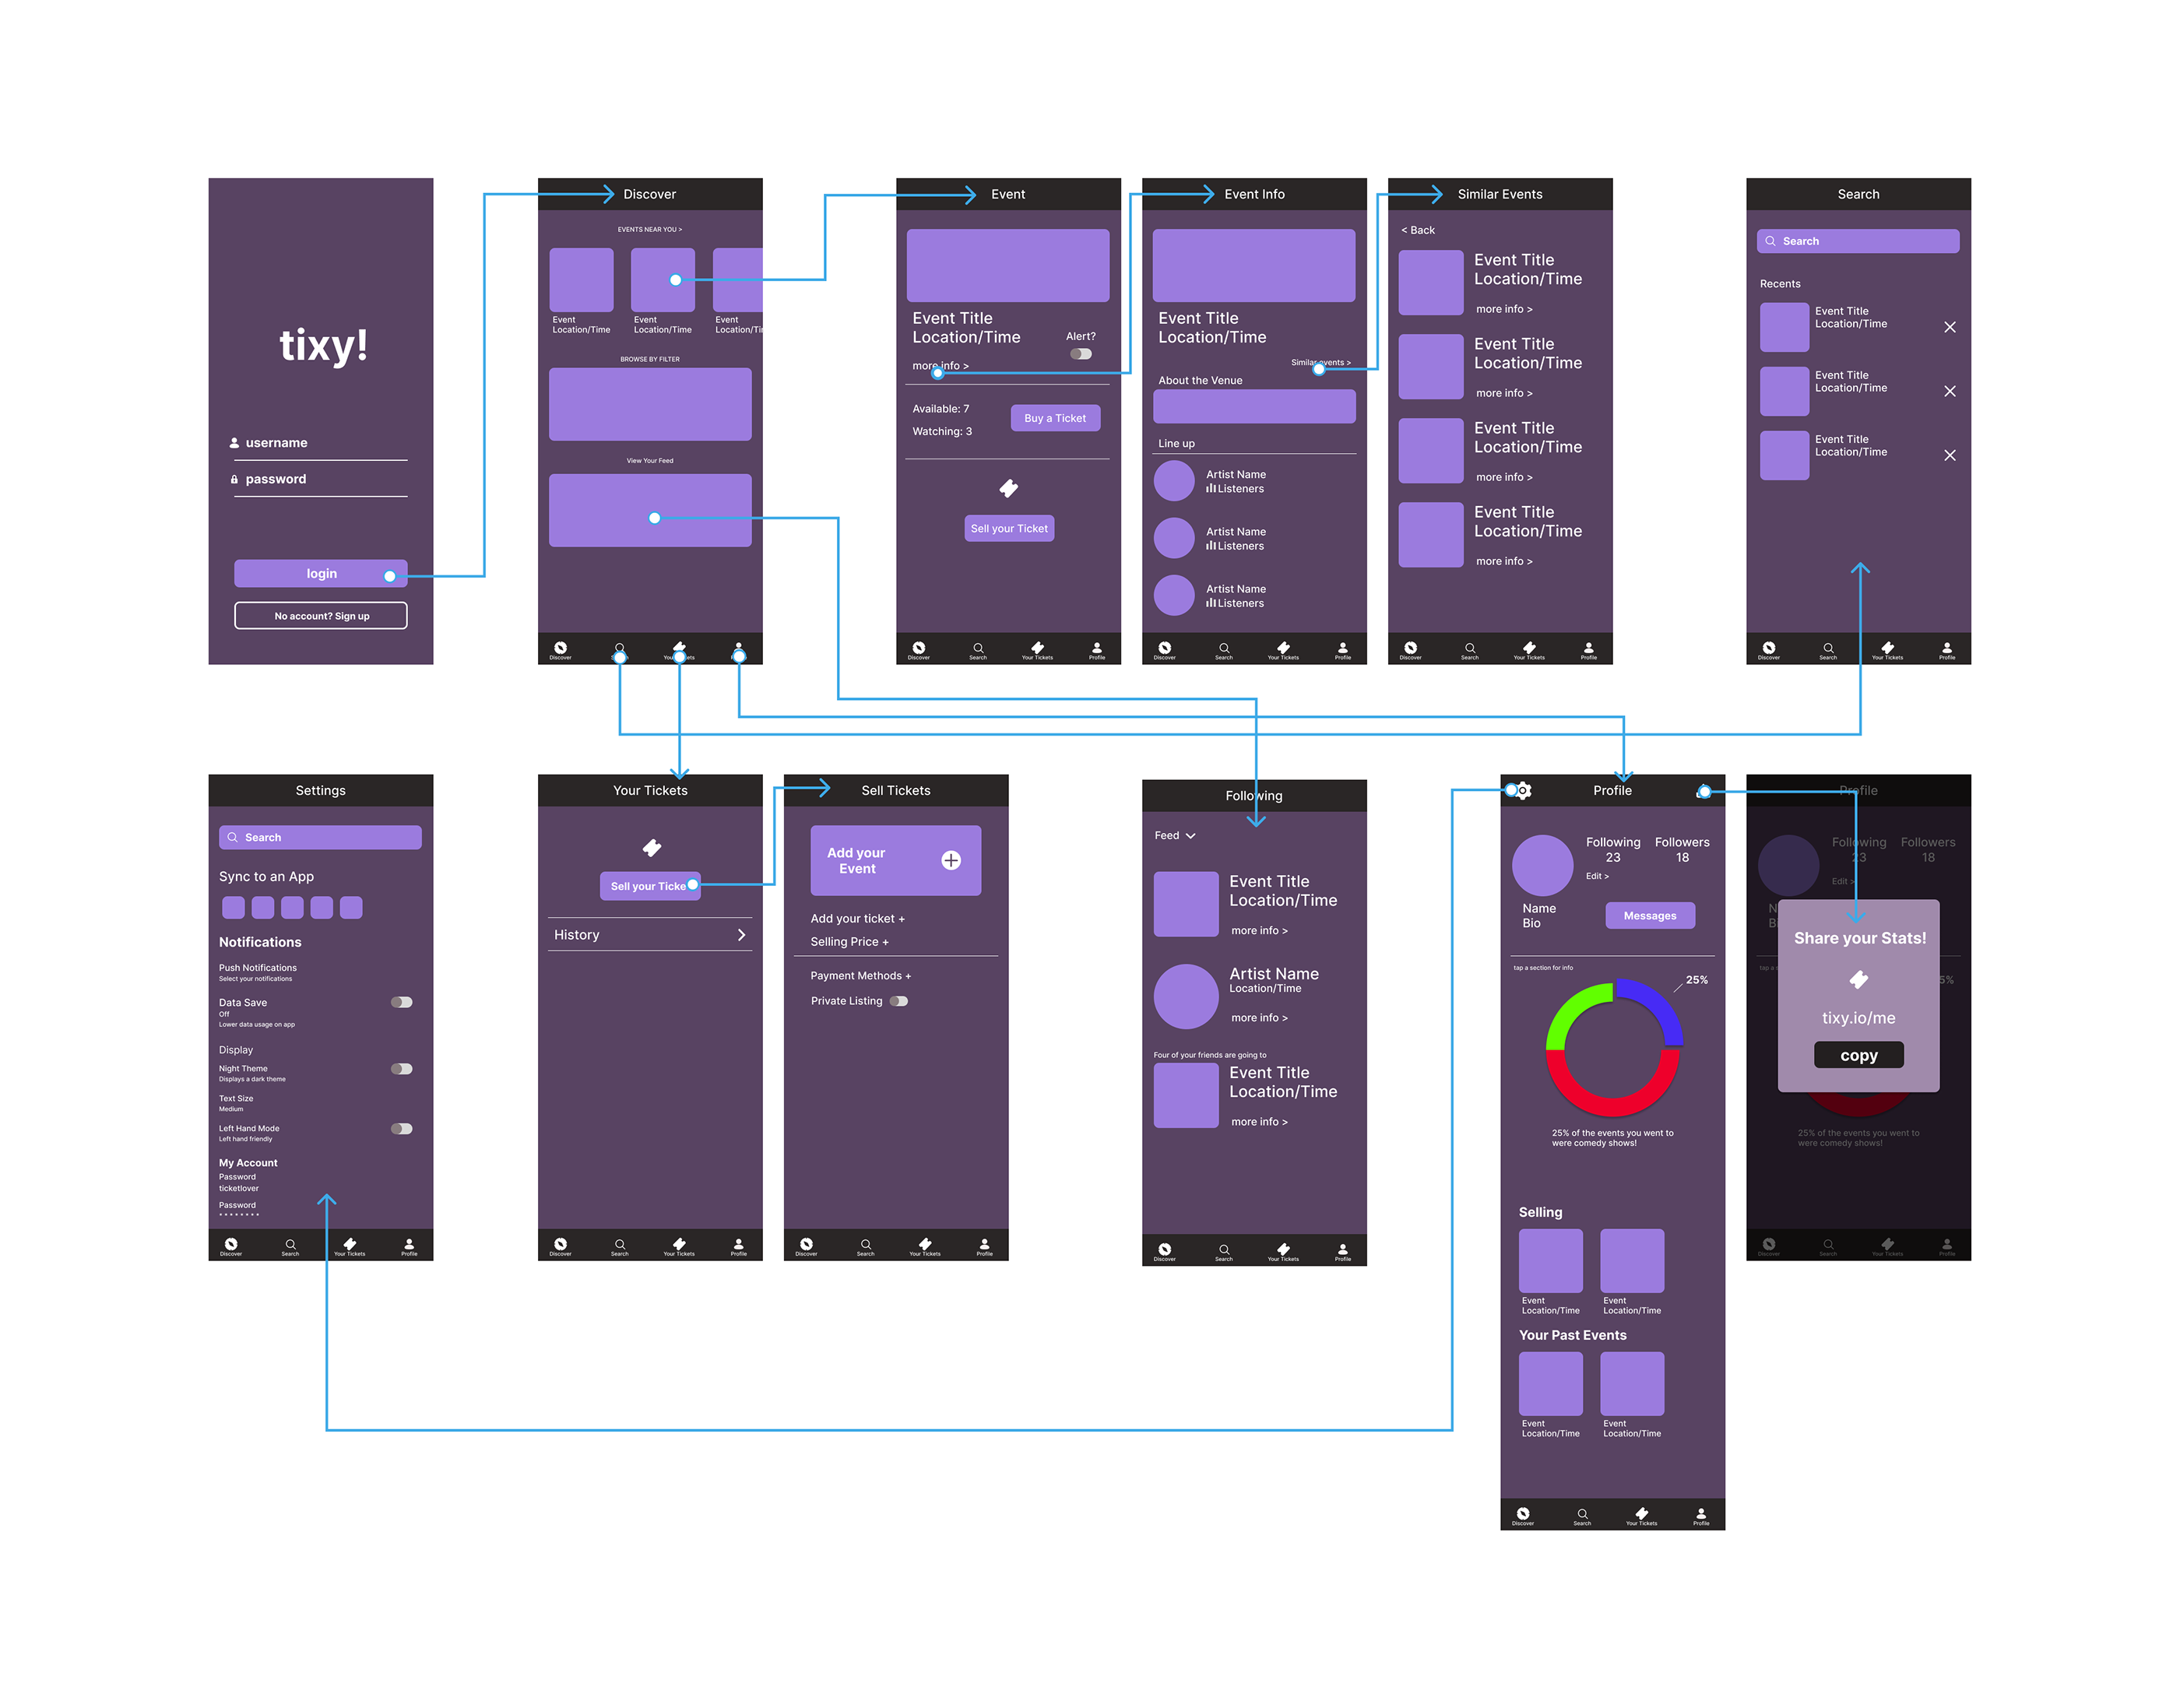 tixy!
username
password
login
No account? Sign up
Discover
EVENTS NEAR YOU >
Event
Location/Time
Event
Location/Time
Event
BROWSE BY FILTER
View Your Feed
Discover
Event
Event Title
Location/Time
Alert?
more info >
Available: 7
Watching: 3
Buy a Ticket
Sell your Ticket
Discover
Search
Your Tickets
Profile
Event Info
Event Title
Location/Time
Similar events >
About the Venue
Line up
Artist Name
Listeners
Artist Name
Listeners
Artist Name
Listeners
Discover
Search
Your Tickets
Profile
Similar Events
< Back
Event Title
Location/Time
more info >
Event Title
Location/Time
more info >
Event Title
Location/Time
more info >
Event Title
Location/Time
more info >
Discover
Search
Your Tickets
Profile
Search
Search
Recents
Event Title
Location/Time
Event Title
Location/Time
Event Title
Location/Time
Discover
Search
Your Tickets
Profile
Settings
Search
Sync to an App
Notifications
Push Notifications
Select your notifications
Data Save
Off
Lower data usage on app
Display
Night Theme
Displays a dark theme
Text Size
Medium
Left Hand Mode
Left hand friendly
My Account
Password
ticketlover
Password
Discover
Search
Your Tickets
Profile
Your Tickets
Sell your
History
Discover
Search
Your Tickets
Profile
Sell Tickets
Add your
Event
Add your ticket +
Selling Price +
Payment Methods +
Private Listing
Discover
Search
Your Tickets
Profile
Following
Feed
Event Title
Location/Time
more info >
Artist Name
Location/Time
more info >
Four of your friends are going to
Event Title
Location/Time
more info >
Discover
Search
Your Tickets
Profile
Profile
Following
23
Followers
18
Edit >
Name
Bio
Messages
tap a section for info
25%
25% of the events you went to
were comedy shows!
Selling
Event
Location/Time
Event
Location/Time
Your Past Events
Event
Location/Time
Event
Location/Time
Discover
Search
Your Tickets
Profile
Profile
Following
23
Followers
18
Edit >
Share your Stats!
tixy.io/me
copy
25% of the events you went to
were comedy shows!
Discover
Search
Your Tickets
Profile